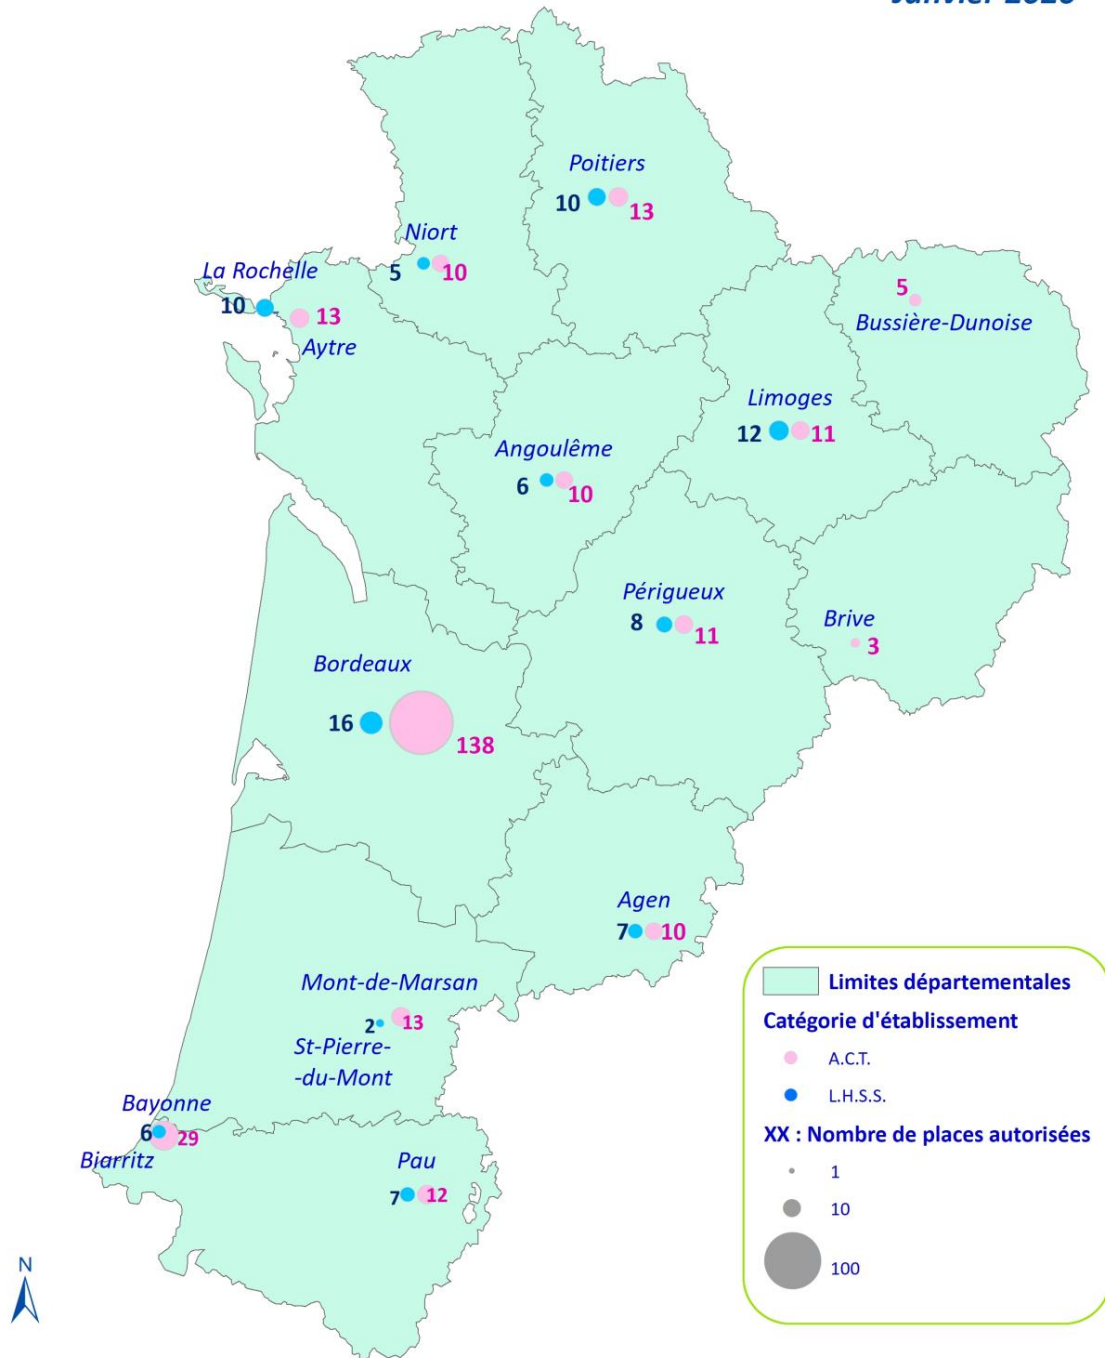 Poitiers
10
13
Niort
5
10
La Rochelle
10
13
Aytre
5
Bussière-Dunoise
Limoges
12
11
Angoulême
6
10
Périgueux
8
11
Brive
3
Bordeaux
16
138
Agen
7
10
Mont-de-Marsan
2
13
St-Pierre-
-du-Mont
Bayonne
6
29
Biarritz
Pau
7
12
Limites départementales
Catégorie d'établissement
A.C.T.
L.H.S.S.
XX : Nombre de places autorisées
1
10
100
N